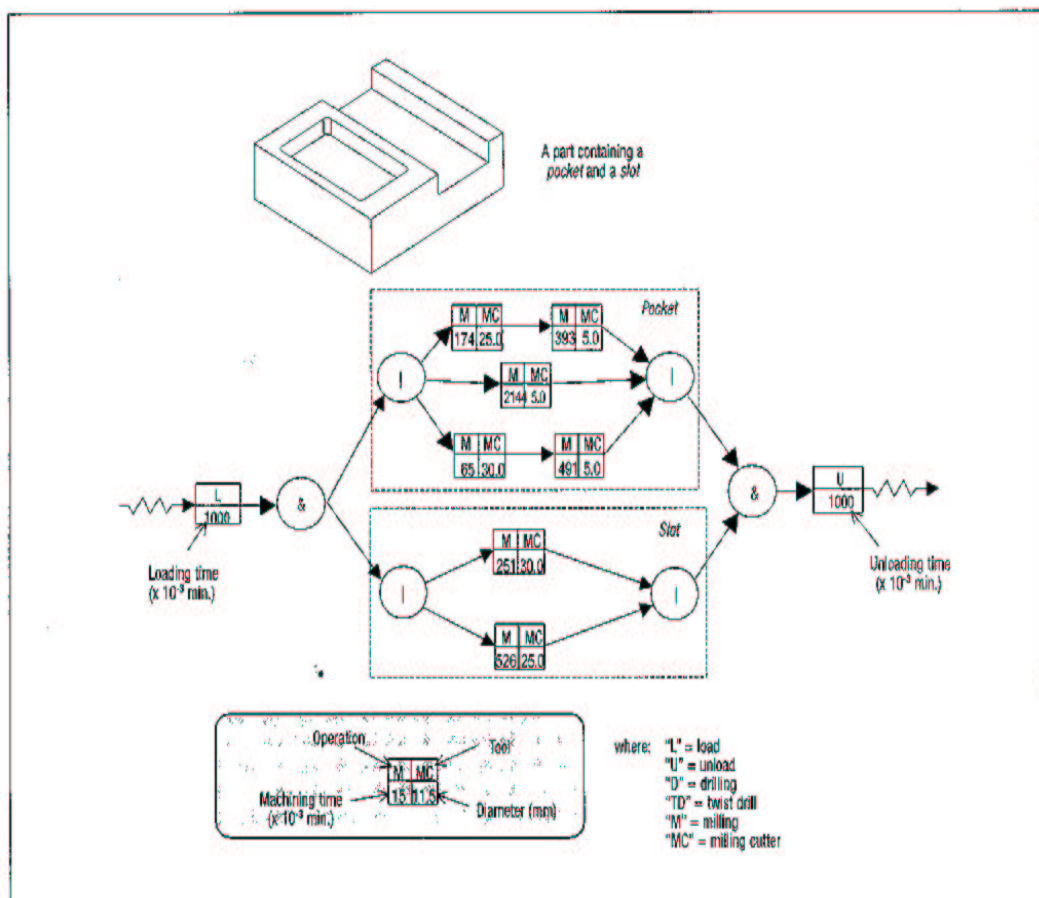 A part containing a
pocket and a slot
Pocket
M MC
174 25.0
M MC
393 5.0
M MC
2144 5.0
M MC
65 30.0
M MC
491 5.0
|
|
L
1000
&
&
U
1000
Loading time
(x 10⁻³ min.)
Unloading time
(x 10⁻³ min.)
Slot
M MC
251 30.0
|
|
M MC
526 25.0
Operation
Tool
M MC
15 11.5
Machining time
(x 10⁻³ min.)
Diameter (mm)
where: "L" = load
"U" = unload
"D" = drilling
"TD" = twist drill
"M" = milling
"MC" = milling cutter